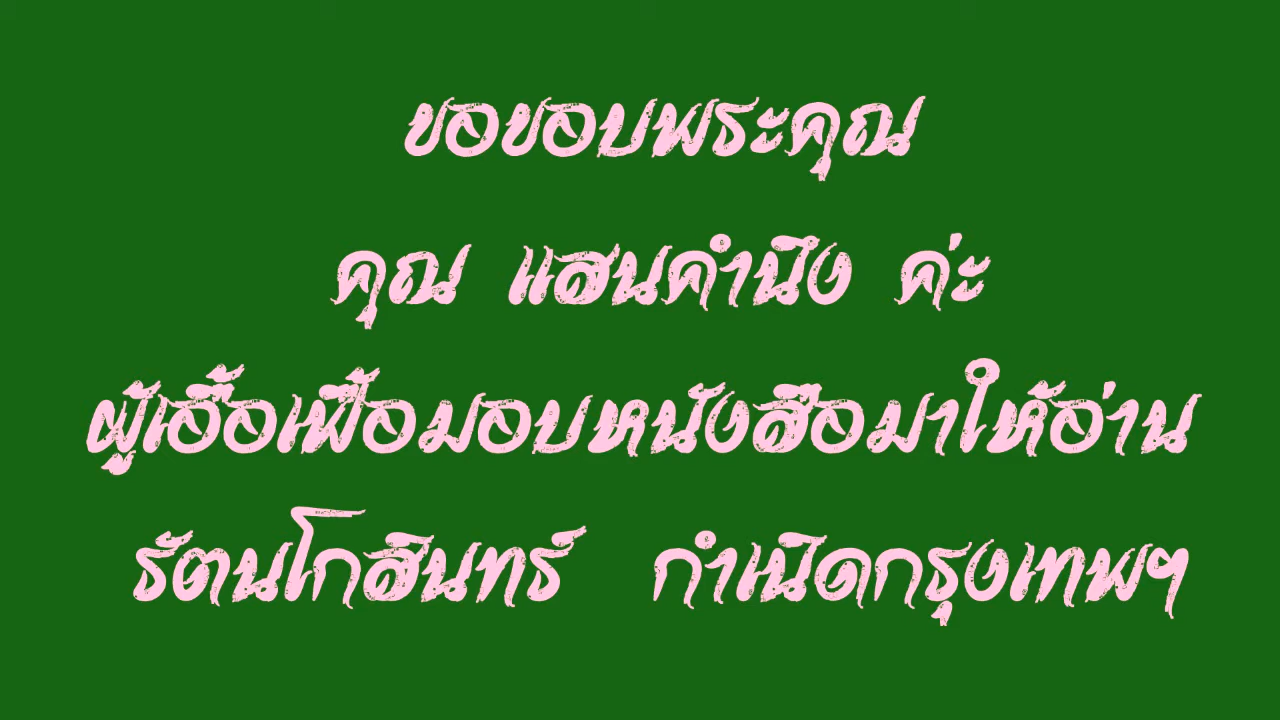 ขอขอบพระคุณ
คุณ แสนคำนึง ค่ะ
ผู้เอื้อเฟื้อมอบหนังสือมาให้อ่าน
รัตนโกสินทร์ กำเนิดกรุงเทพฯ